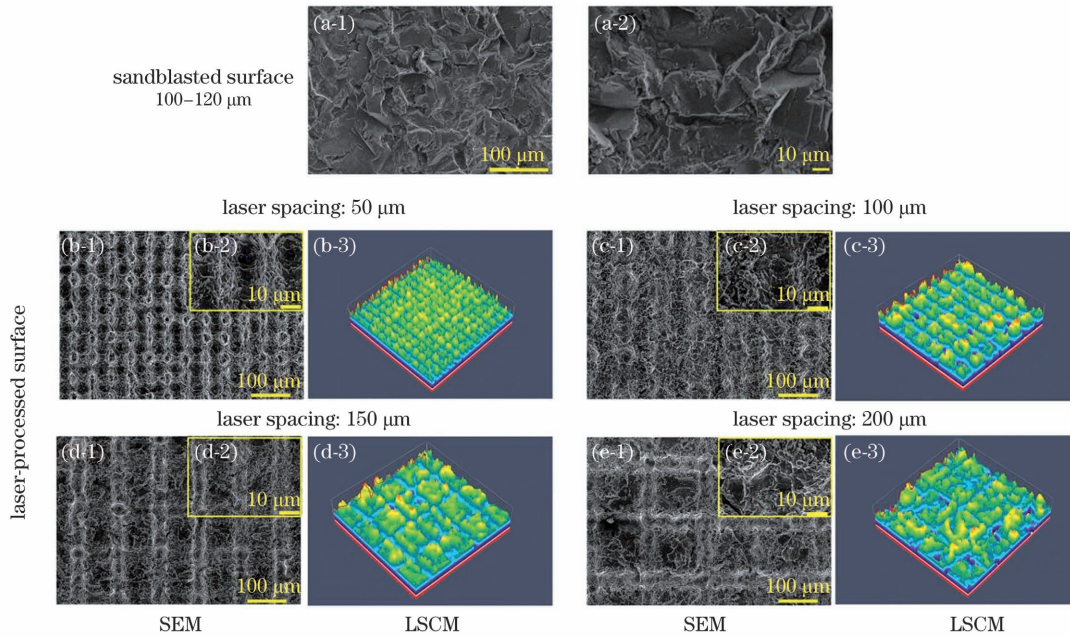 (a-1)
(a-2)
sandblasted surface
100–120 μm
100 μm
10 μm
laser spacing: 50 μm
laser spacing: 100 μm
(b-1)
(b-2)
(b-3)
(c-1)
(c-2)
(c-3)
10 μm
10 μm
100 μm
100 μm
laser-processed surface
laser spacing: 150 μm
laser spacing: 200 μm
(d-1)
(d-2)
(d-3)
(e-1)
(e-2)
(e-3)
10 μm
10 μm
100 μm
100 μm
SEM
LSCM
SEM
LSCM